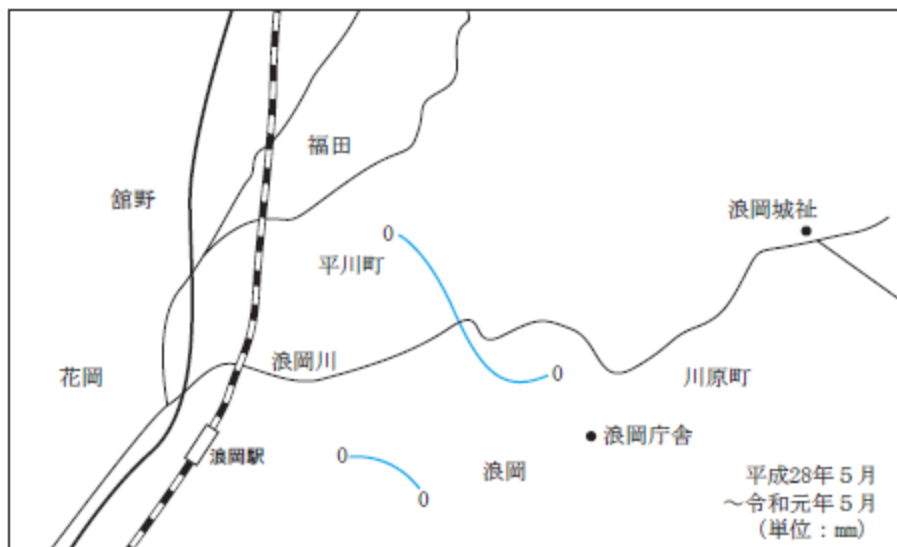 福田
舘野
浪岡城祉
0
平川町
浪岡川
0
花岡
川原町
浪岡庁舎
浪岡駅
0
浪岡
0
平成28年5月
～令和元年5月
(単位：mm)